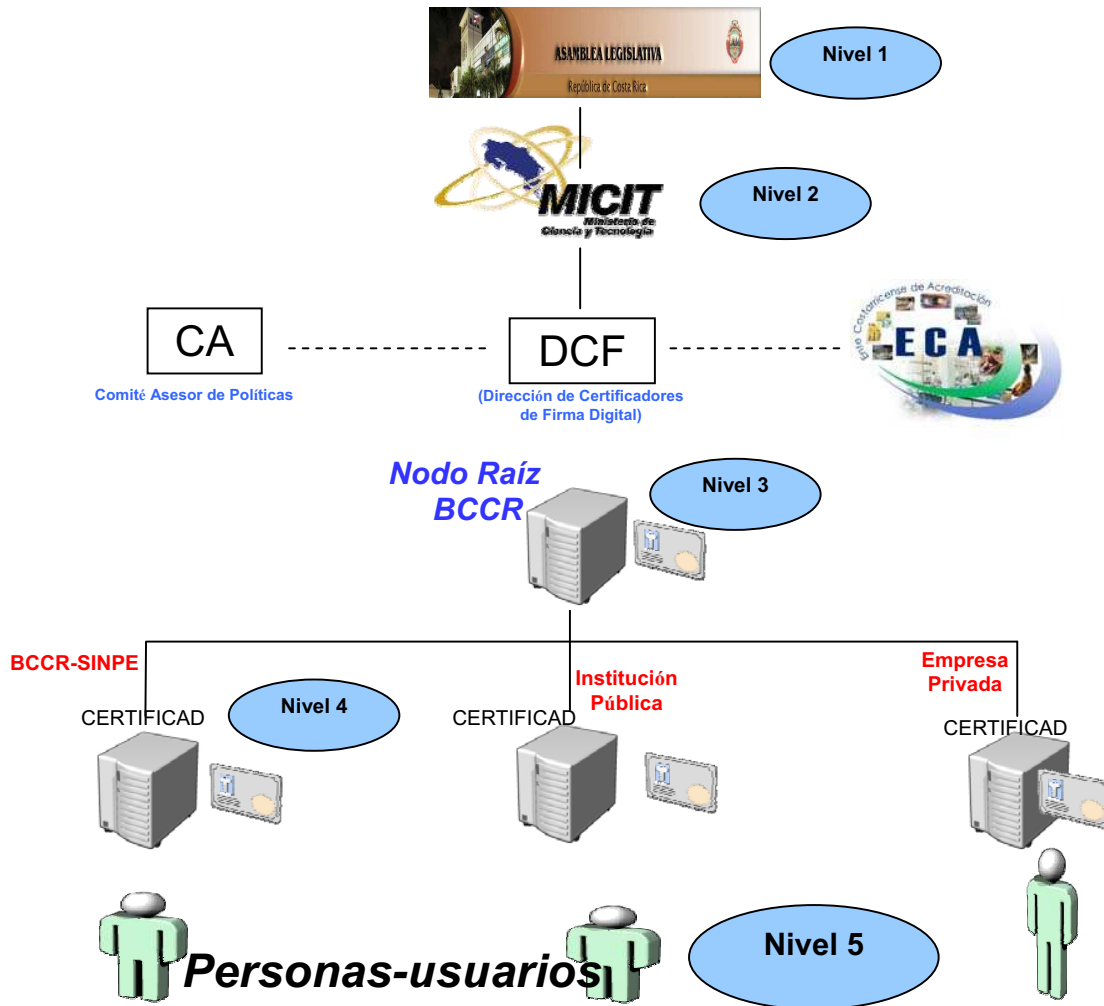 ASAMBLEA LEGISLATIVA
República de Costa Rica
Nivel 1
MICIT
Ministerio de
Ciencia y Tecnología
Nivel 2
CA
Comité Asesor de Políticas
DCF
(Dirección de Certificadores
de Firma Digital)
Ente Costarricense de Acreditación
ECA
Nodo Raíz
BCCR
Nivel 3
BCCR-SINPE
CERTIFICAD
Nivel 4
Institución
Pública
CERTIFICAD
Empresa
Privada
CERTIFICAD
Personas-usuarios
Nivel 5